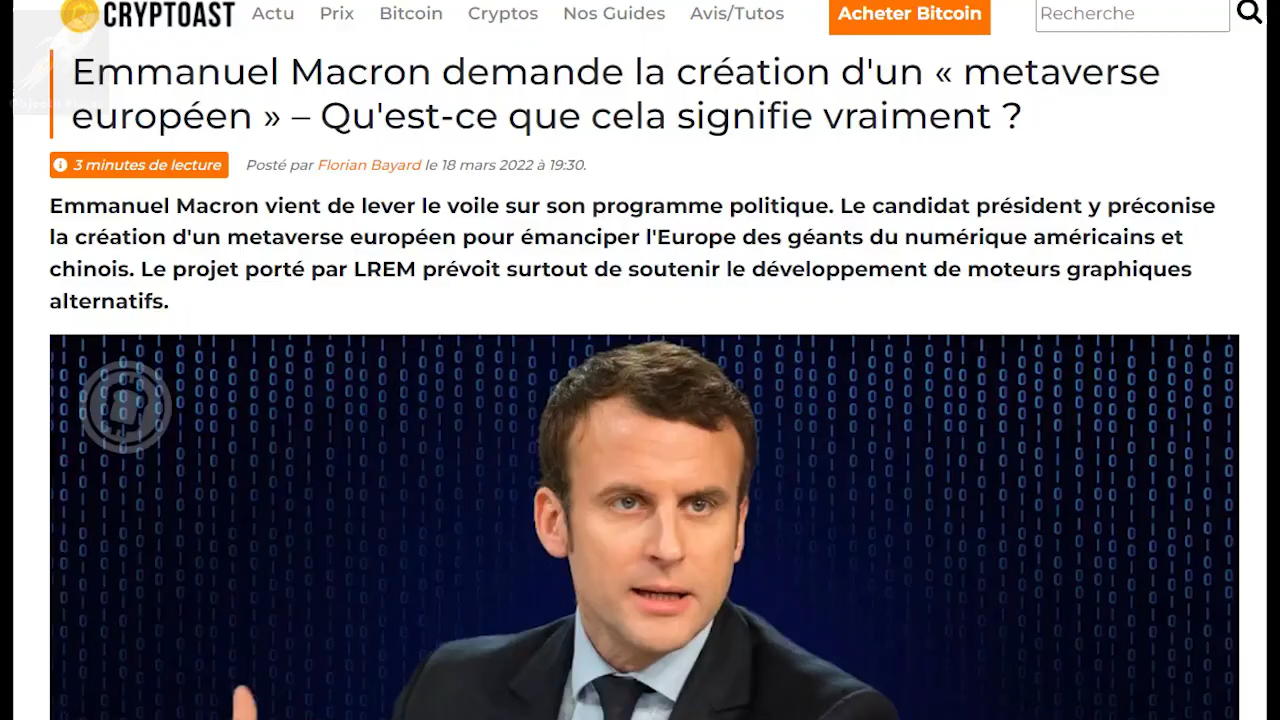 CRYPTOAST
Actu Prix Bitcoin Cryptos Nos Guides Avis/Tutos Acheter Bitcoin Recherche
Emmanuel Macron demande la création d'un « metaverse
européen » – Qu'est-ce que cela signifie vraiment ?
3 minutes de lecture Posté par Florian Bayard le 18 mars 2022 à 19:30.
Emmanuel Macron vient de lever le voile sur son programme politique. Le candidat président y préconise
la création d'un metaverse européen pour émanciper l'Europe des géants du numérique américains et
chinois. Le projet porté par LREM prévoit surtout de soutenir le développement de moteurs graphiques
alternatifs.